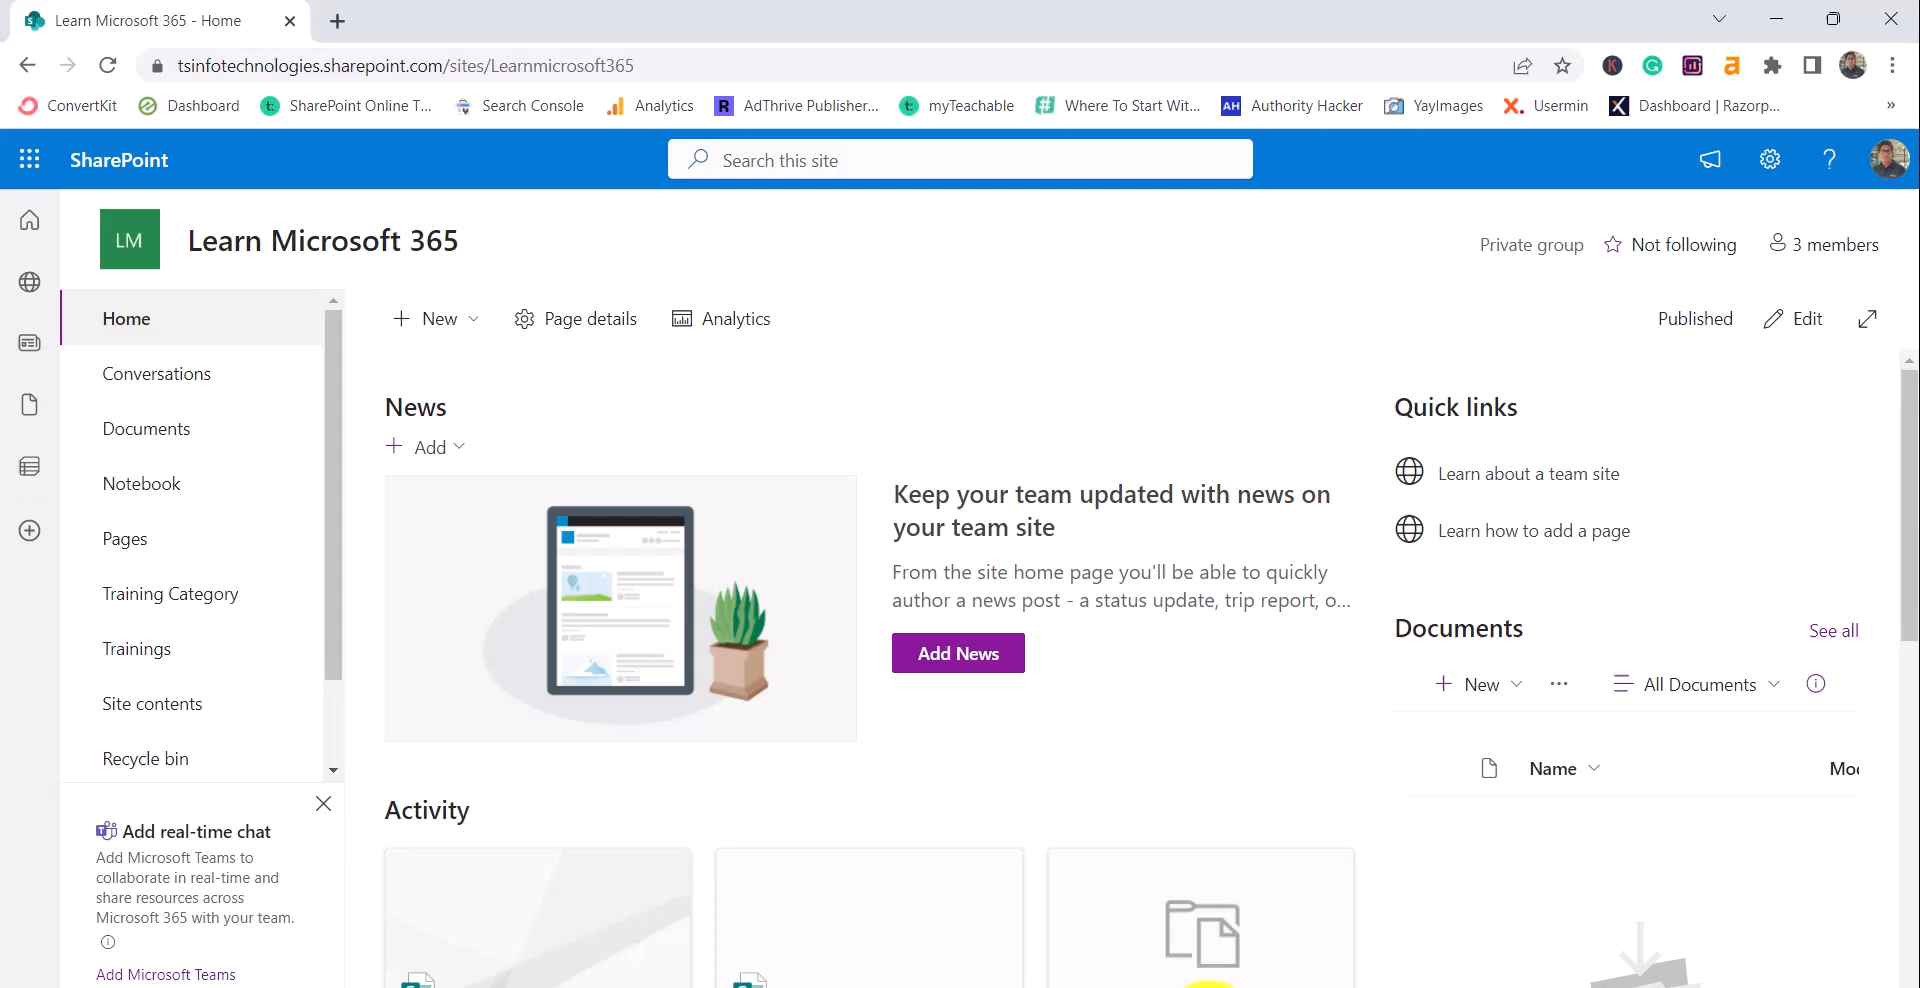 Learn Microsoft 365 - Home
tsinfotechnologies.sharepoint.com/sites/Learnmicrosoft365
ConvertKit Dashboard SharePoint Online T... Search Console Analytics AdThrive Publisher... myTeachable Where To Start Wit... Authority Hacker YayImages Usermin Dashboard | Razorp... »
SharePoint
Search this site
LM
Learn Microsoft 365
Private group
Not following
3 members
Home
Conversations
Documents
Notebook
Pages
Training Category
Trainings
Site contents
Recycle bin
Add real-time chat
Add Microsoft Teams to
collaborate in real-time and
share resources across
Microsoft 365 with your team.
Add Microsoft Teams
New
Page details
Analytics
Published
Edit
News
Add
Keep your team updated with news on
your team site
From the site home page you'll be able to quickly
author a news post - a status update, trip report, o...
Add News
Activity
Quick links
Learn about a team site
Learn how to add a page
Documents
See all
New
...
All Documents
Name